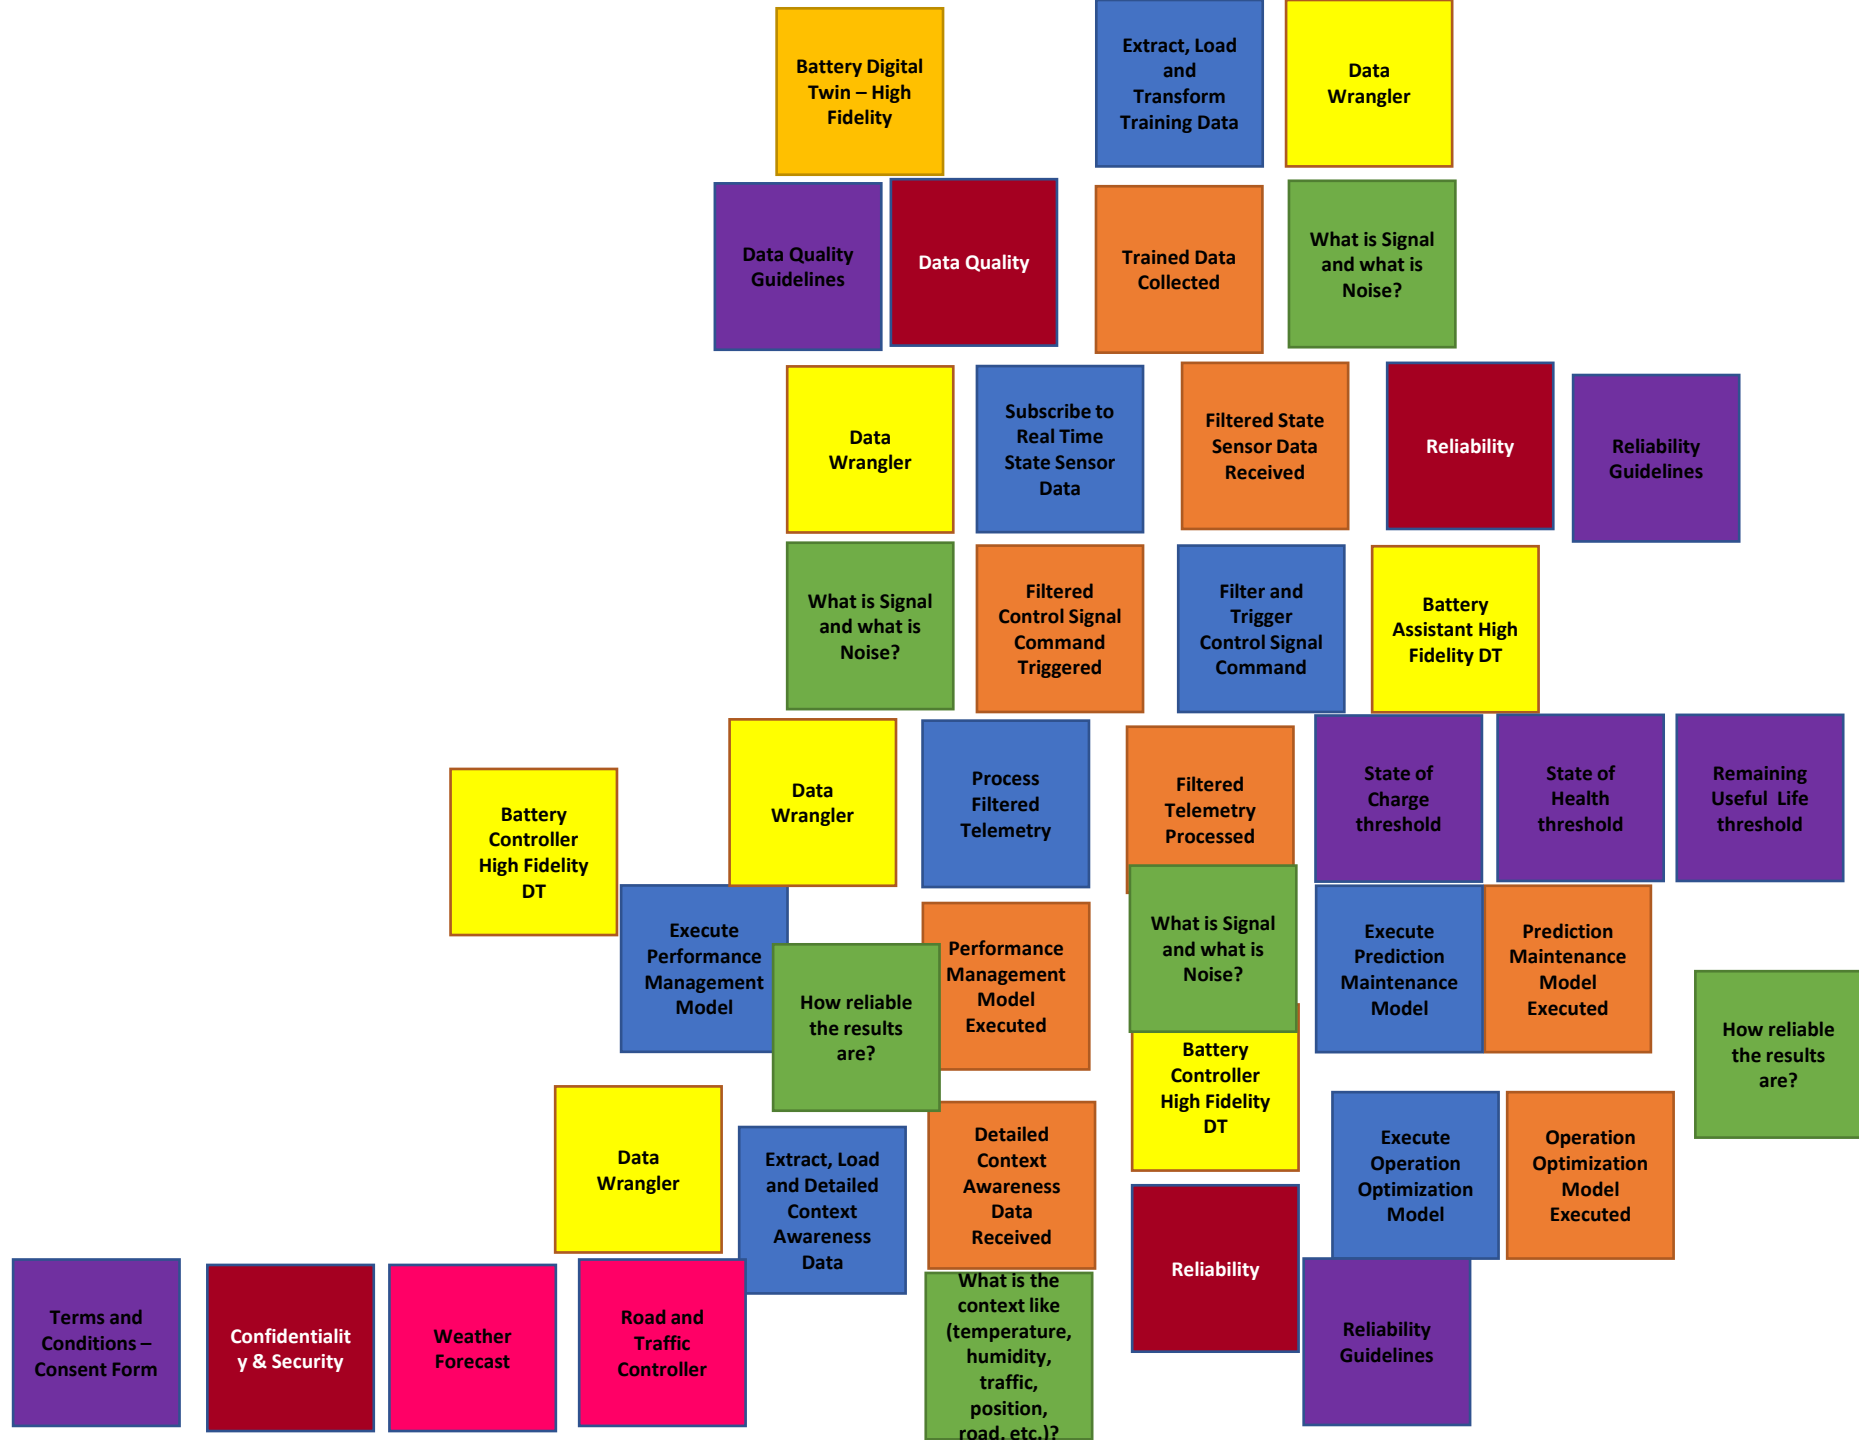 Battery Digital
Twin – High
Fidelity
Extract, Load
and
Transform
Training Data
Data
Wrangler
Data Quality
Guidelines
Data Quality
Trained Data
Collected
What is Signal
and what is
Noise?
Data
Wrangler
Subscribe to
Real Time
State Sensor
Data
Filtered State
Sensor Data
Received
Reliability
Reliability
Guidelines
What is Signal
and what is
Noise?
Filtered
Control Signal
Command
Triggered
Filter and
Trigger
Control Signal
Command
Battery
Assistant High
Fidelity DT
Battery
Controller
High Fidelity
DT
Data
Wrangler
Process
Filtered
Telemetry
Filtered
Telemetry
Processed
State of
Charge
threshold
State of
Health
threshold
Remaining
Useful Life
threshold
Execute
Performance
Management
Model
How reliable
the results
are?
Performance
Management
Model
Executed
What is Signal
and what is
Noise?
Execute
Prediction
Maintenance
Model
Prediction
Maintenance
Model
Executed
How reliable
the results
are?
Data
Wrangler
Extract, Load
and Detailed
Context
Awareness
Data
Detailed
Context
Awareness
Data
Received
Battery
Controller
High Fidelity
DT
Execute
Operation
Optimization
Model
Operation
Optimization
Model
Executed
Terms and
Conditions –
Consent Form
Confidentialit
y & Security
Weather
Forecast
Road and
Traffic
Controller
What is the
context like
(temperature,
humidity,
traffic,
position,
road, etc.)?
Reliability
Reliability
Guidelines